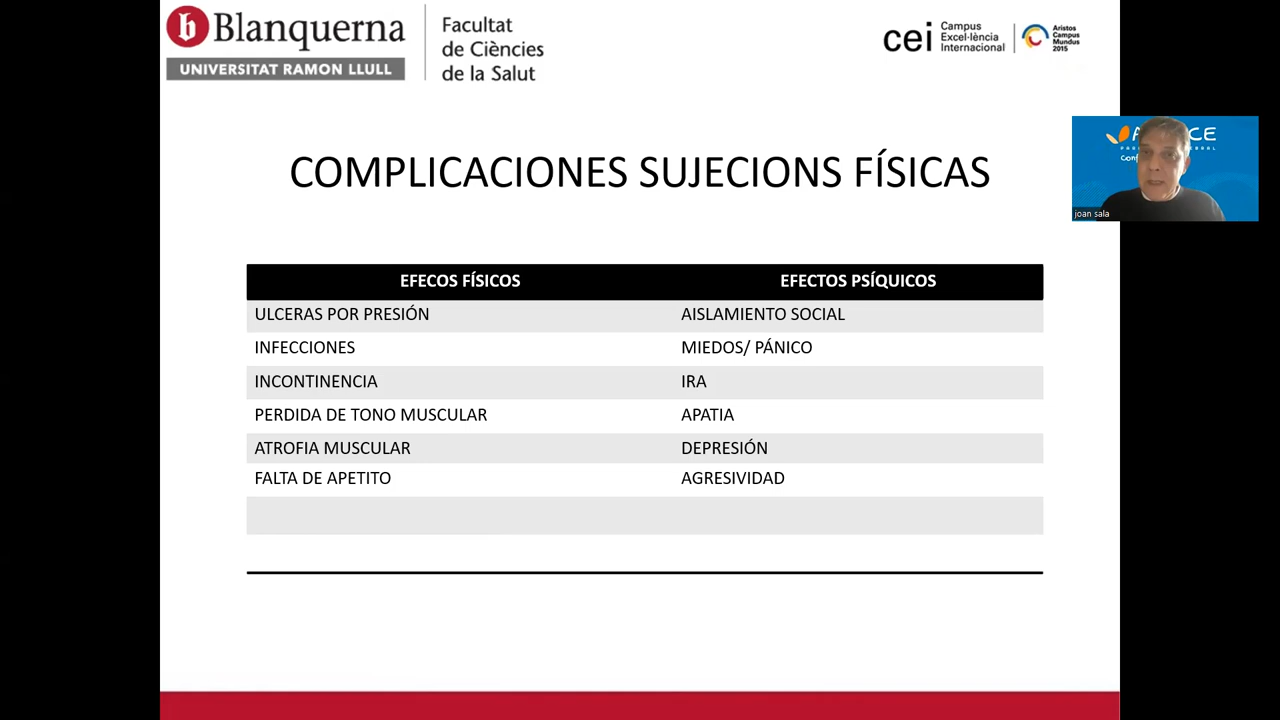 Blanquerna
UNIVERSITAT RAMON LLULL
Facultat
de Ciències
de la Salut
cei
Campus
Excel·lència
Internacional
Aristos
Campus
Mundus
2015
joan sala
COMPLICACIONES SUJECIONS FÍSICAS
EFECOS FÍSICOS EFECTOS PSÍQUICOS
ULCERAS POR PRESIÓN AISLAMIENTO SOCIAL
INFECCIONES MIEDOS/ PÁNICO
INCONTINENCIA IRA
PERDIDA DE TONO MUSCULAR APATIA
ATROFIA MUSCULAR DEPRESIÓN
FALTA DE APETITO AGRESIVIDAD